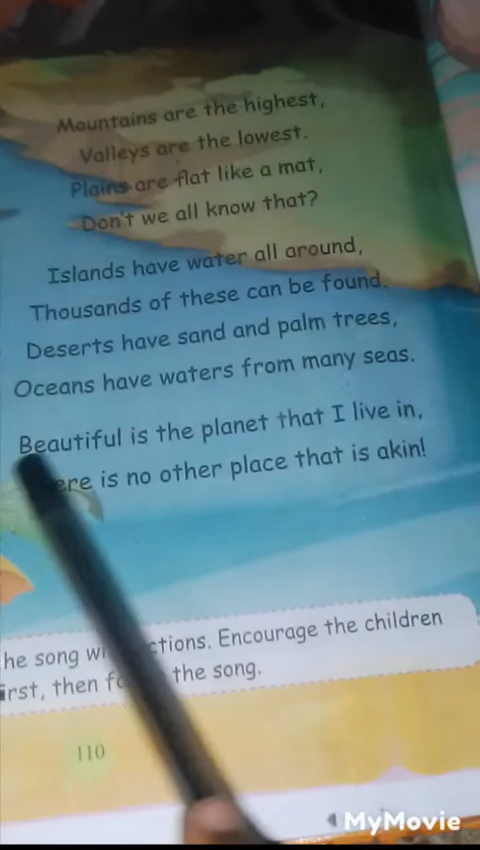 Mountains are the highest,
Valleys are the lowest.
Plains are flat like a mat,
Don't we all know that?
Islands have water all around,
Thousands of these can be found.
Deserts have sand and palm trees,
Oceans have waters from many seas.
Beautiful is the planet that I live in,
ere is no other place that is akin!
he song wi ctions. Encourage the children
irst, then the song.
110
MyMovie